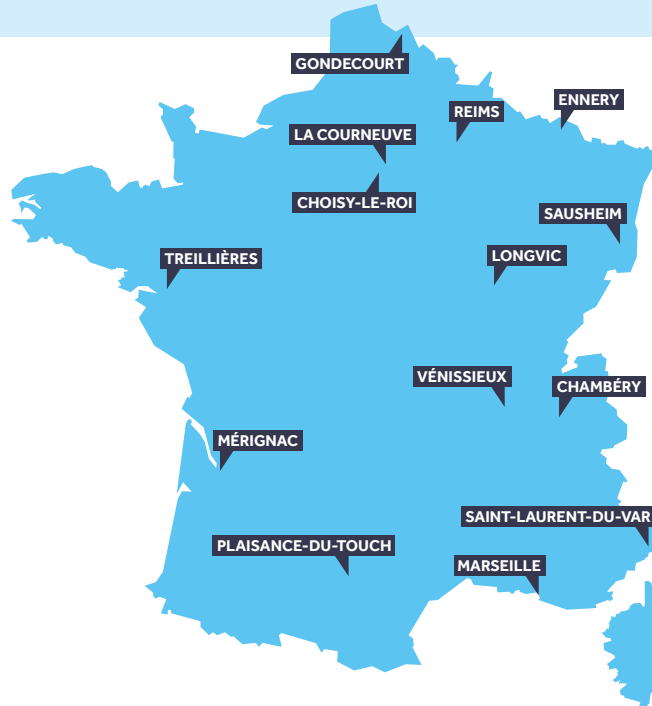 GONDECOURT
ENNERY
REIMS
LA COURNEUVE
CHOISY-LE-ROI
SAUSHEIM
LONGVIC
TREILLIÈRES
VÉNISSIEUX
CHAMBÉRY
MÉRIGNAC
SAINT-LAURENT-DU-VAR
PLAISANCE-DU-TOUCH
MARSEILLE